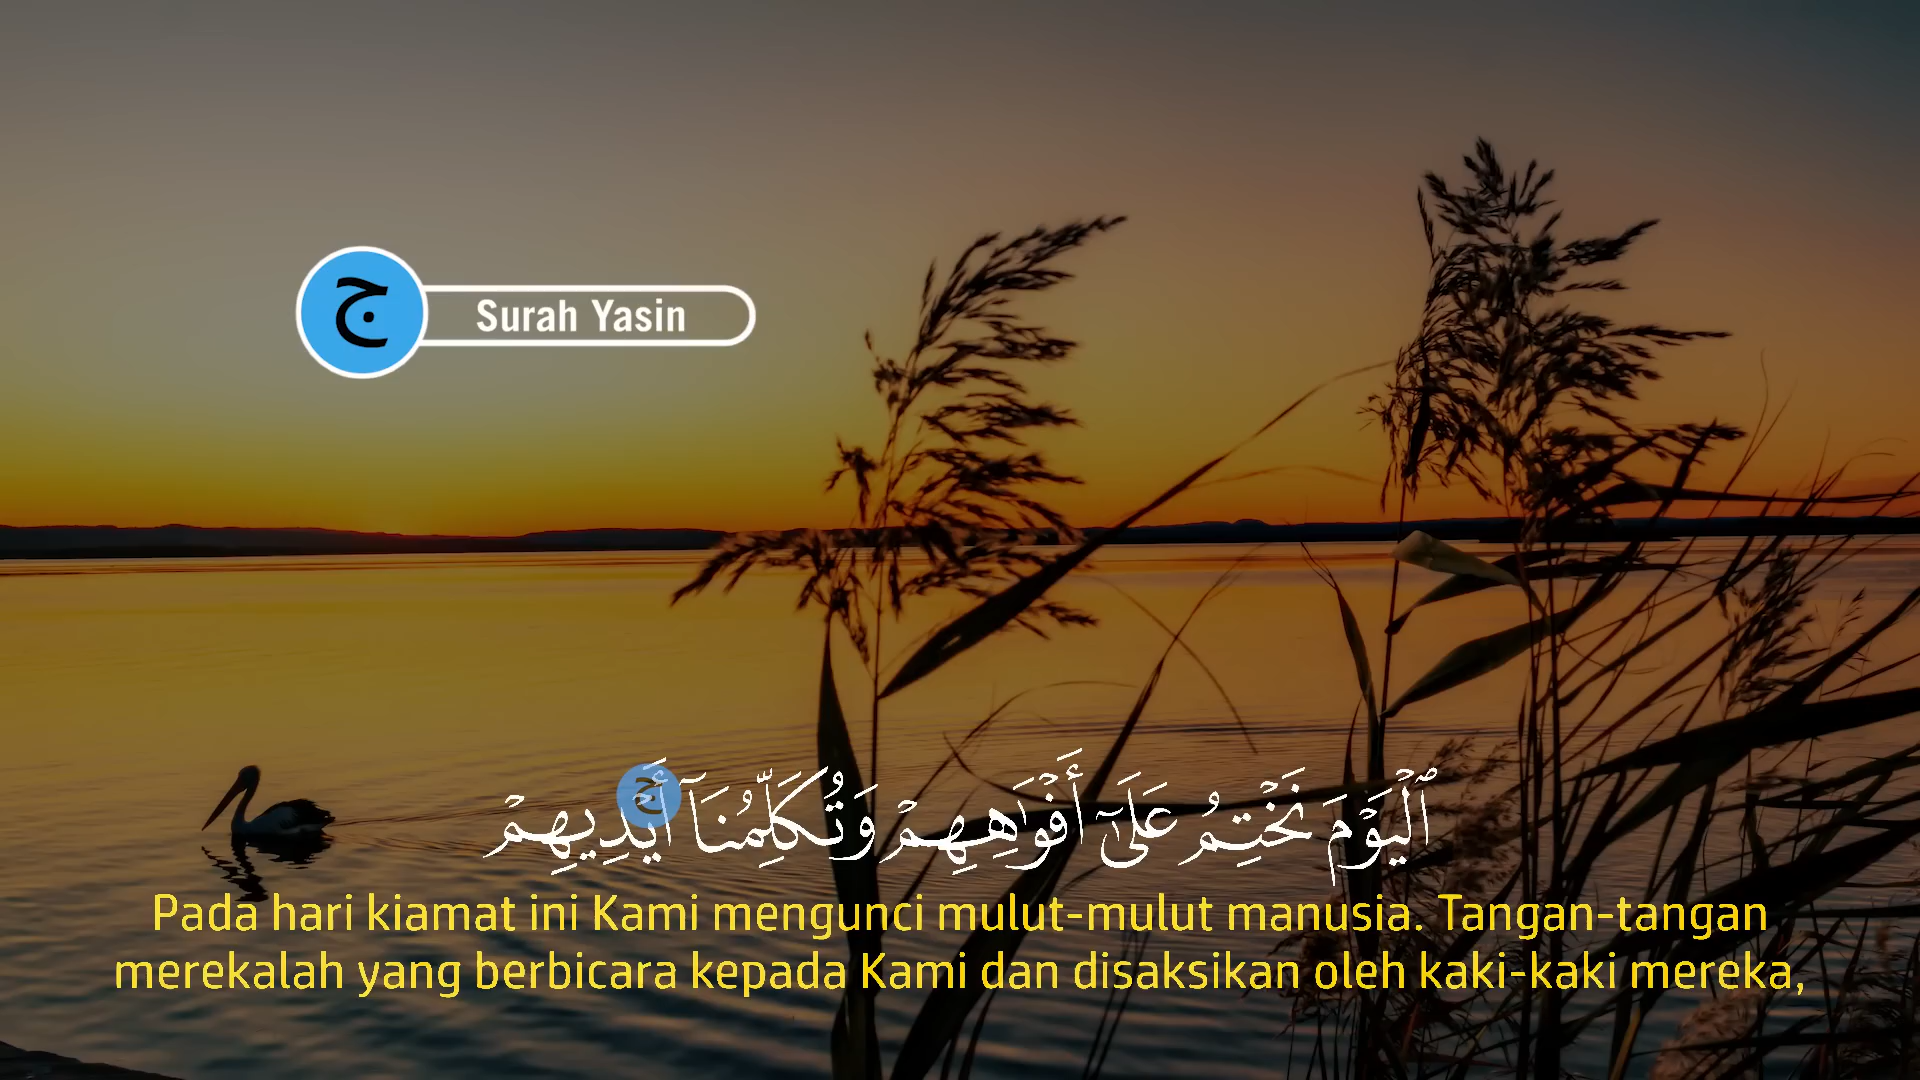 ج
Surah Yasin
ٱلۡيَوۡمَ نَخۡتِمُ عَلَىٰٓ أَفۡوَٰهِهِمۡ وَتُكَلِّمُنَآ أَيۡدِيهِمۡ
ج
Pada hari kiamat ini Kami mengunci mulut-mulut manusia. Tangan-tangan
merekalah yang berbicara kepada Kami dan disaksikan oleh kaki-kaki mereka,